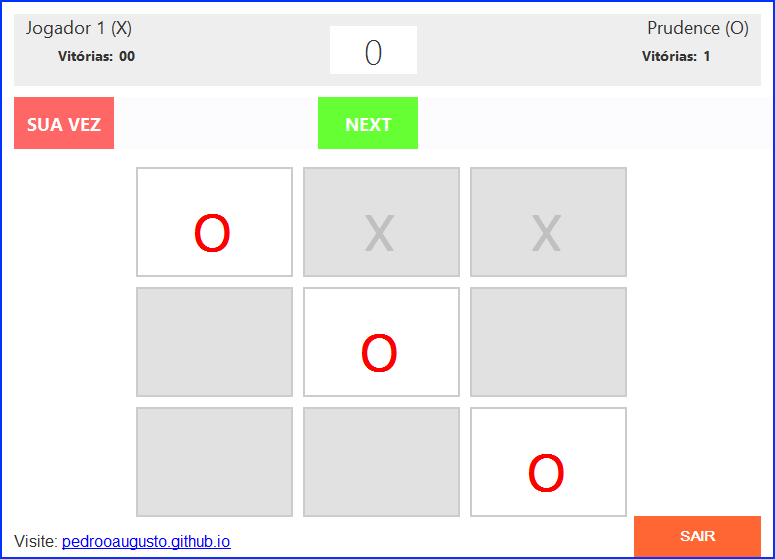 Jogador 1 (X)
Prudence (O)
Vitórias: 00
0
Vitórias: 1
SUA VEZ
NEXT
O X X
O
O
Visite: pedrooaugusto.github.io
SAIR